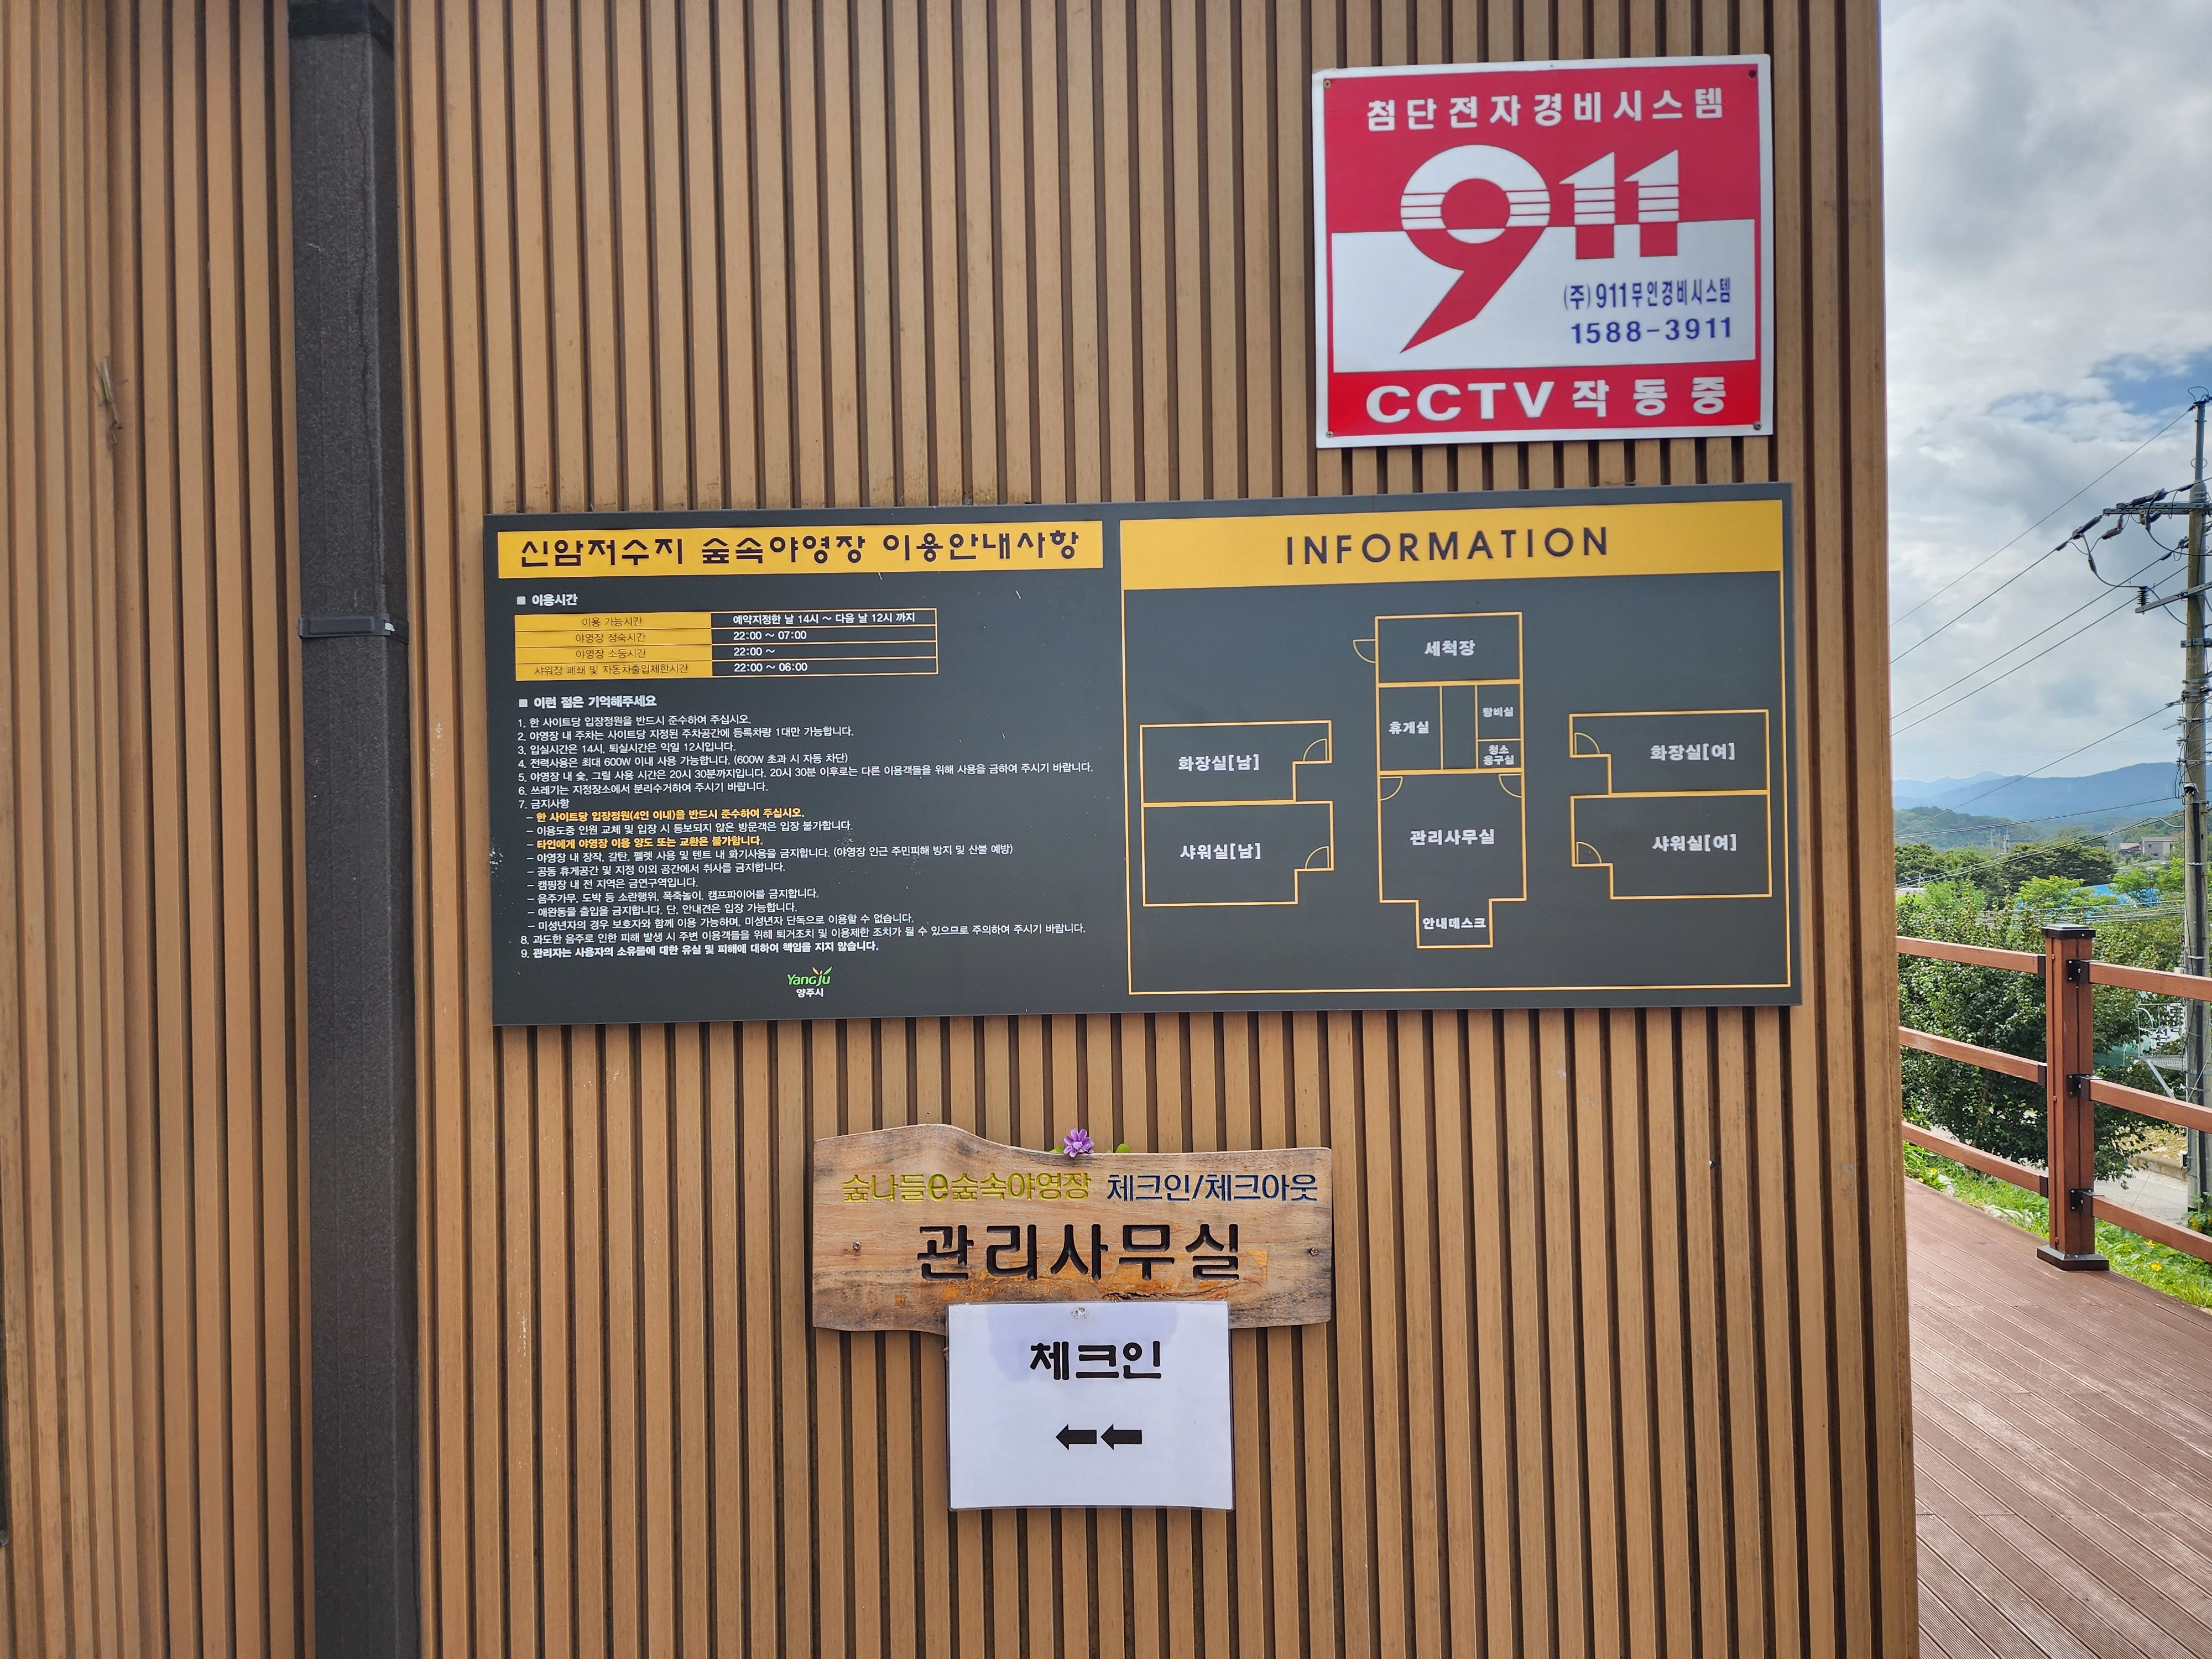 첨단전자경비시스템
911
(주)911무인경비시스템
1588-3911
CCTV 작동중
신암저수지 숲속야영장 이용안내사항
■ 이용시간
이용 가능시간 예약지정한 날 14시 ~ 다음 날 12시 까지
야영장 정숙시간 22:00 ~ 07:00
야영장 소등시간 22:00 ~
샤워장 폐쇄 및 자동차출입제한시간 22:00 ~ 06:00
■ 이런 점은 기억해주세요
1. 한 사이트당 입장정원을 반드시 준수하여 주십시오.
2. 야영장 내 주차는 사이트당 지정된 주차공간에 등록차량 1대만 가능합니다.
3. 입실시간은 14시, 퇴실시간은 익일 12시입니다.
4. 전력사용은 최대 600W 이내 사용 가능합니다. (600W 초과 시 자동 차단)
5. 야영장 내 숯, 그릴 사용 시간은 20시 30분까지입니다. 20시 30분 이후로는 다른 이용객들을 위해 사용을 금하여 주시기 바랍니다.
6. 쓰레기는 지정장소에서 분리수거하여 주시기 바랍니다.
7. 금지사항
- 한 사이트당 입장정원(4인 이내)을 반드시 준수하여 주십시오.
- 이용도중 인원 교체 및 입장 시 통보되지 않은 방문객은 입장 불가합니다.
- 타인에게 야영장 이용 양도 또는 교환은 불가합니다.
- 야영장 내 장작, 갈탄, 펠렛 사용 및 텐트 내 화기사용을 금지합니다. (야영장 인근 주민피해 방지 및 산불 예방)
- 공동 휴게공간 및 지정 이외 공간에서 취사를 금지합니다.
- 캠핑장 내 전 지역은 금연구역입니다.
- 음주가무, 도박 등 소란행위, 폭죽놀이, 캠프파이어를 금지합니다.
- 애완동물 출입을 금지합니다. 단, 안내견은 입장 가능합니다.
- 미성년자의 경우 보호자와 함께 이용 가능하며, 미성년자 단독으로 이용할 수 없습니다.
8. 과도한 음주로 인한 피해 발생 시 주변 이용객들을 위해 퇴거조치 및 이용제한 조치가 될 수 있으므로 주의하여 주시기 바랍니다.
9. 관리자는 사용자의 소유물에 대한 유실 및 피해에 대하여 책임을 지지 않습니다.
Yangju
양주시
INFORMATION
세척장
휴게실
탕비실
청소
용구실
화장실[남]
화장실[여]
관리사무실
샤워실[남]
샤워실[여]
안내데스크
숲나들e숲속야영장 체크인/체크아웃
관리사무실
체크인